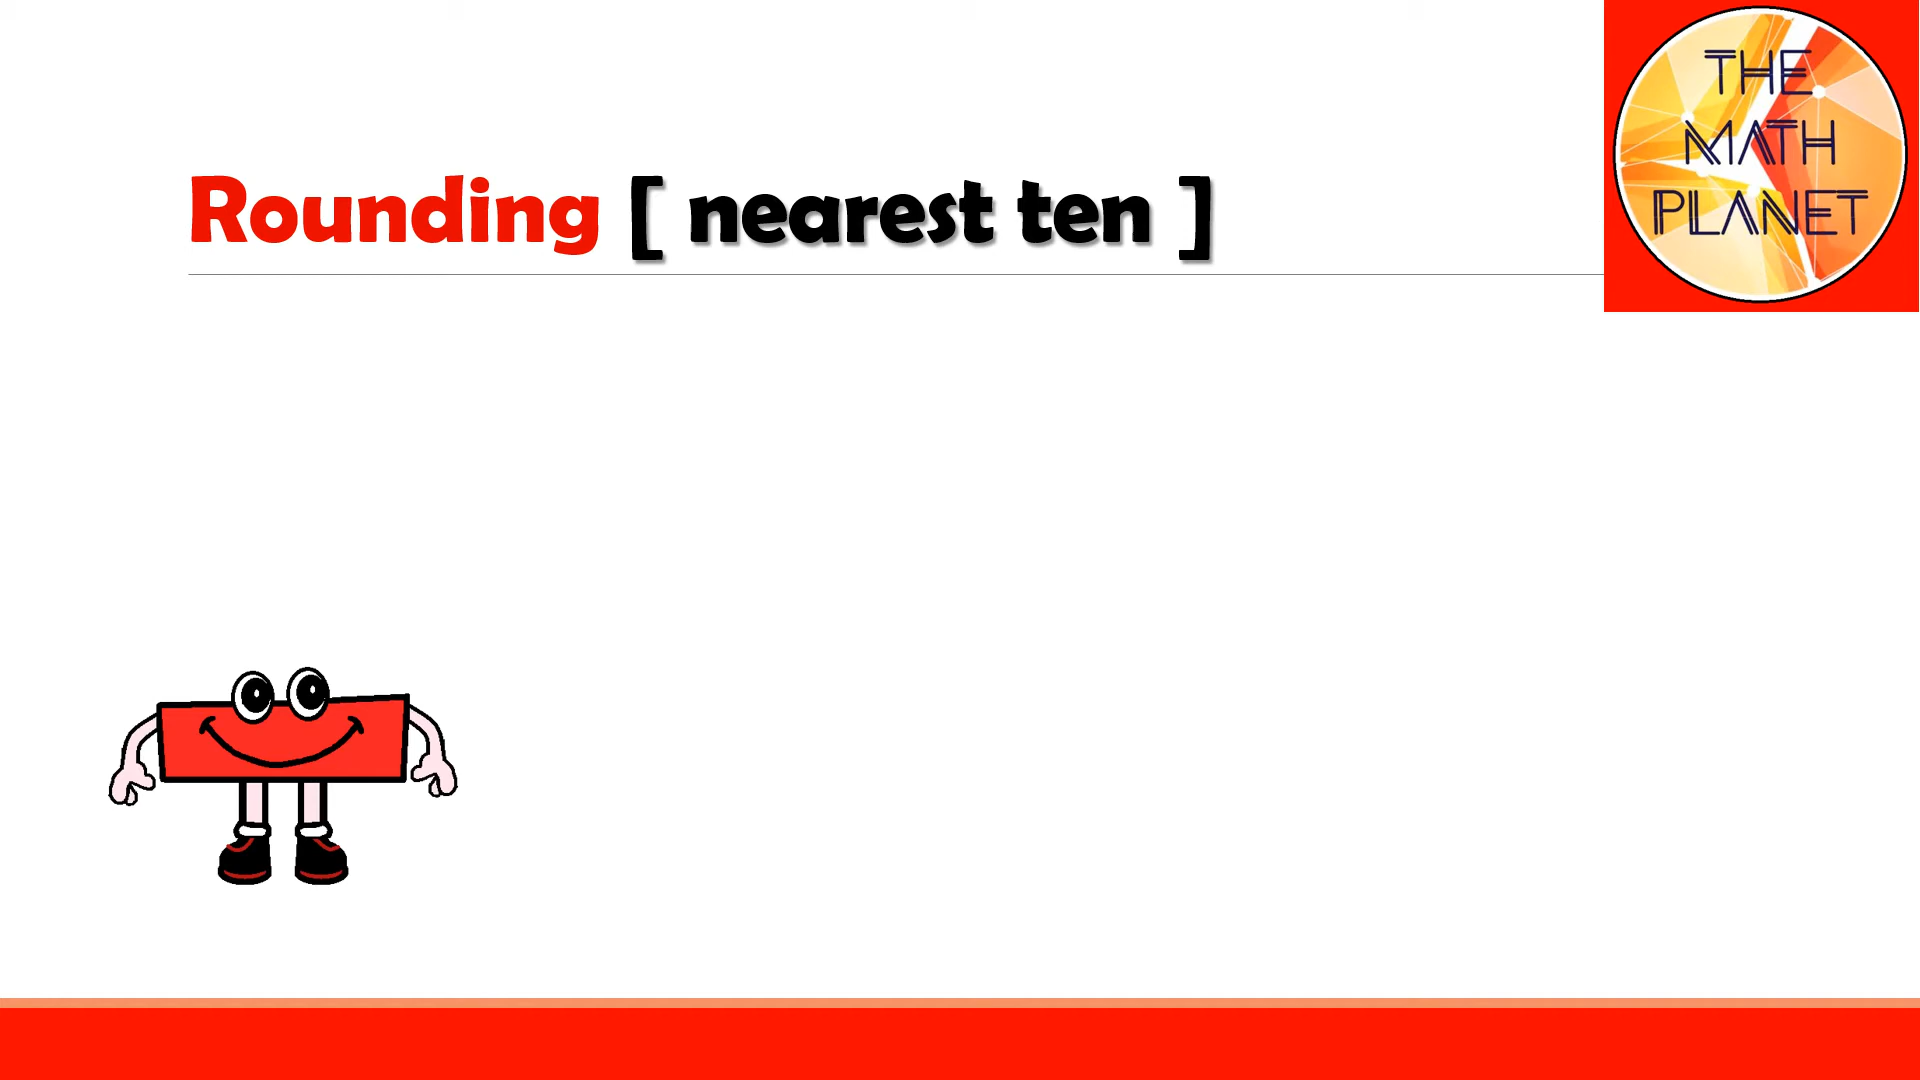 Rounding [ nearest ten ]
THE
MATH
PLANET